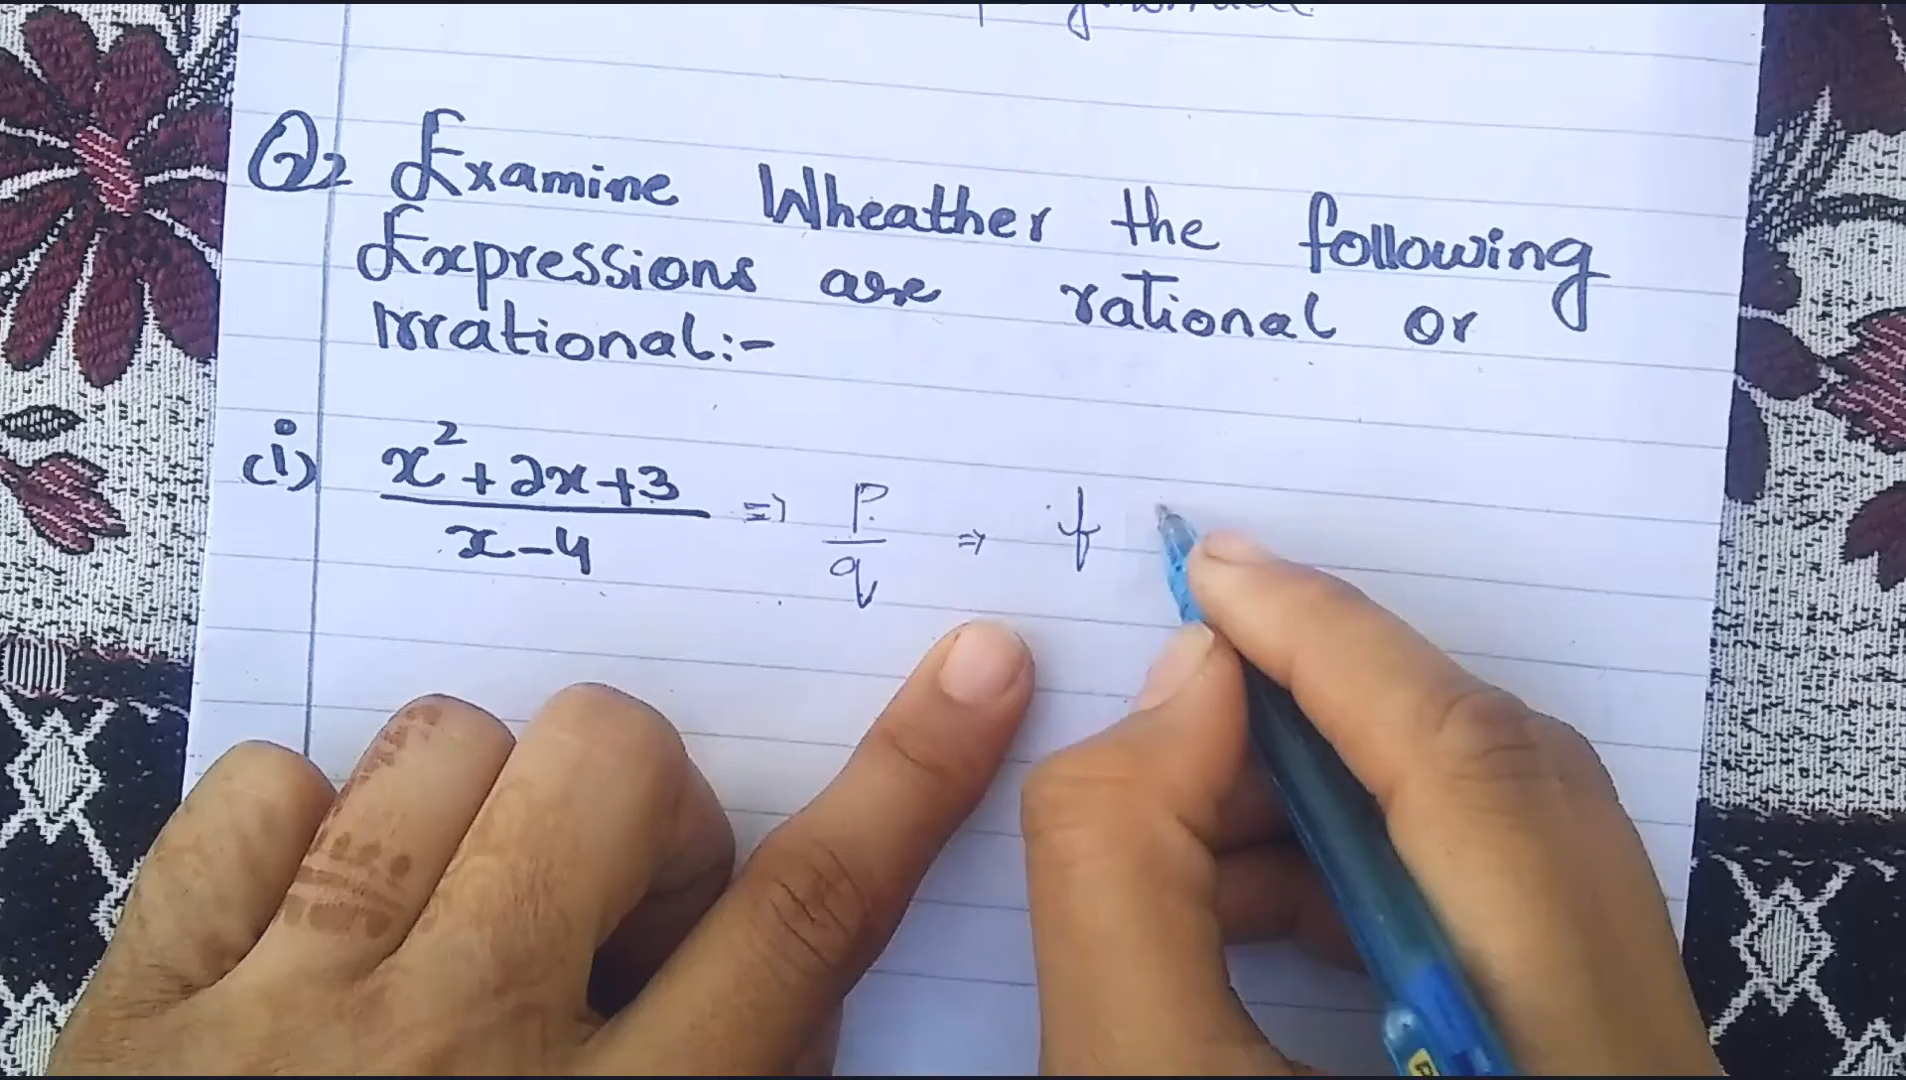 Q2 Examine Wheather the following
Expressions are rational or
Irrational:-
(i) x²+2x+3 / x-4 => P/q => f